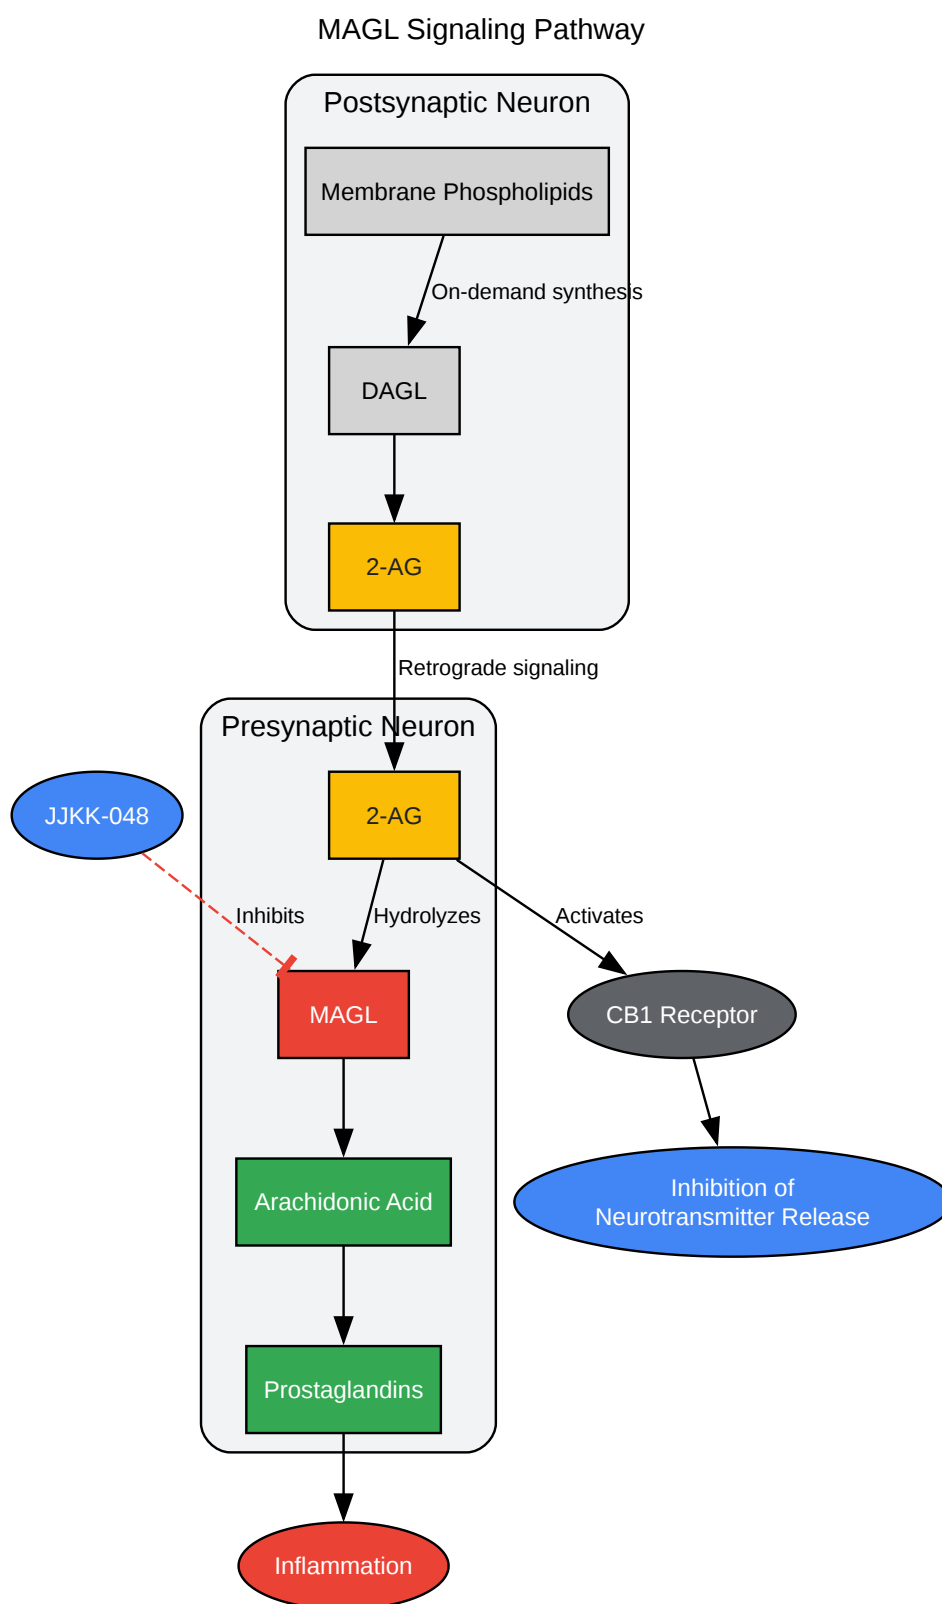 MAGL Signaling Pathway
Postsynaptic Neuron
Membrane Phospholipids
On-demand synthesis
DAGL
2-AG
Retrograde signaling
Presynaptic Neuron
2-AG
JJKK-048
Inhibits
Hydrolyzes
Activates
MAGL
CB1 Receptor
Arachidonic Acid
Inhibition of
Neurotransmitter Release
Prostaglandins
Inflammation